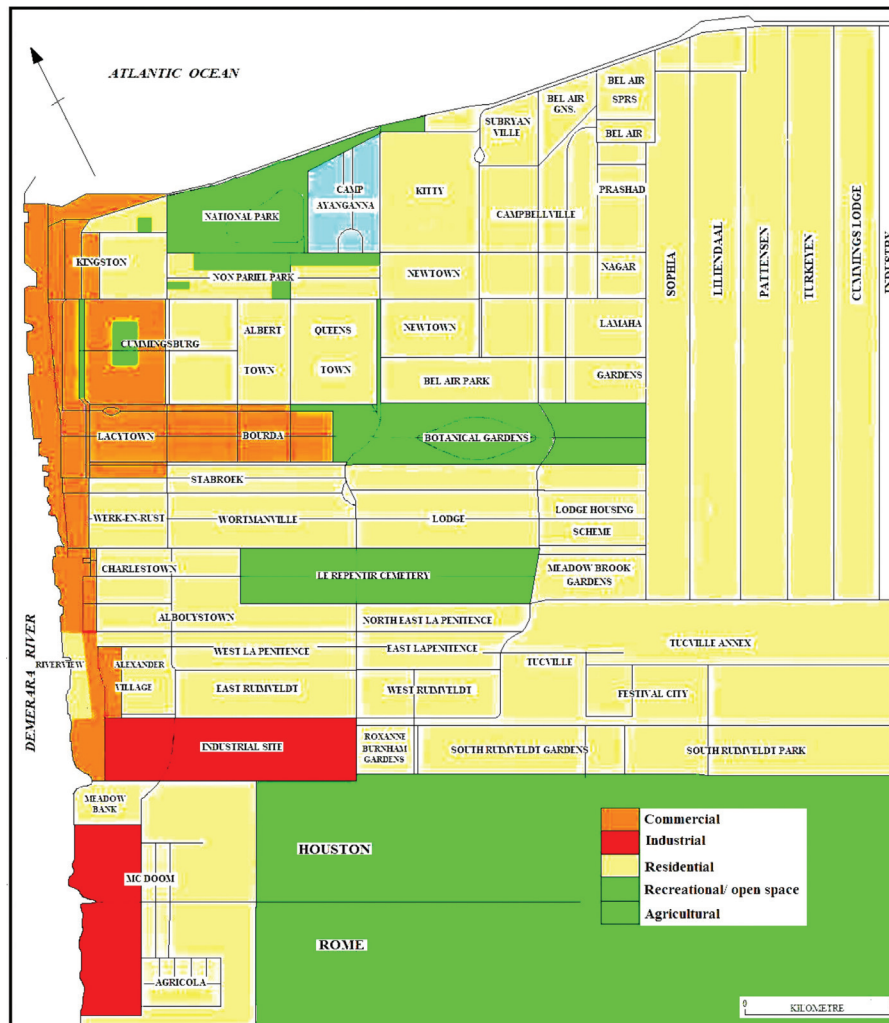 ATLANTIC OCEAN
BEL AIR
SPRS
BEL AIR
GNS.
SUBRYAN
VILLE
BEL AIR
CAMP
AYANGANNA
KITTY
PRASHAD
NATIONAL PARK
CAMPBELLVILLE
KINGSTON
NON PARIEL PARK
NEWTOWN
NAGAR
SOPHIA
LILIENDAAL
PATTENSEN
TURKEYEN
CUMMINGS LODGE
INDUSTRY
CUMMINGSBURG
ALBERT
TOWN
QUEENS
TOWN
NEWTOWN
LAMAHA
GARDENS
BEL AIR PARK
LACYTOWN
BOURDA
BOTANICAL GARDENS
STABROEK
WERK-EN-RUST
WORTMANVILLE
LODGE
LODGE HOUSING
SCHEME
CHARLESTOWN
LE REPENTIR CEMETERY
MEADOW BROOK
GARDENS
ALBOUYSTOWN
NORTH EAST LA PENITENCE
DEMERARA RIVER
RIVERVIEW
ALEXANDER
VILLAGE
WEST LA PENITENCE
EAST LAPENITENCE
TUCVILLE
TUCVILLE ANNEX
EAST RUIMVELDT
WEST RUIMVELDT
FESTIVAL CITY
INDUSTRIAL SITE
ROXANNE
BURNHAM
GARDENS
SOUTH RUIMVELDT GARDENS
SOUTH RUIMVELDT PARK
MEADOW
BANK
HOUSTON
MC DOOM
ROME
AGRICOLA
Commercial
Industrial
Residential
Recreational/ open space
Agricultural
0
KILOMETRE